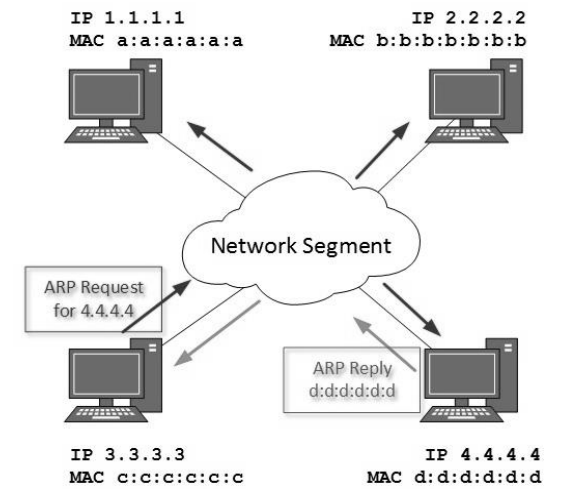 IP 1.1.1.1
MAC a:a:a:a:a:a
IP 2.2.2.2
MAC b:b:b:b:b:b:b
Network Segment
ARP Request
for 4.4.4.4
ARP Reply
d:d:d:d:d:d
IP 3.3.3.3
MAC c:c:c:c:c:c
IP 4.4.4.4
MAC d:d:d:d:d:d